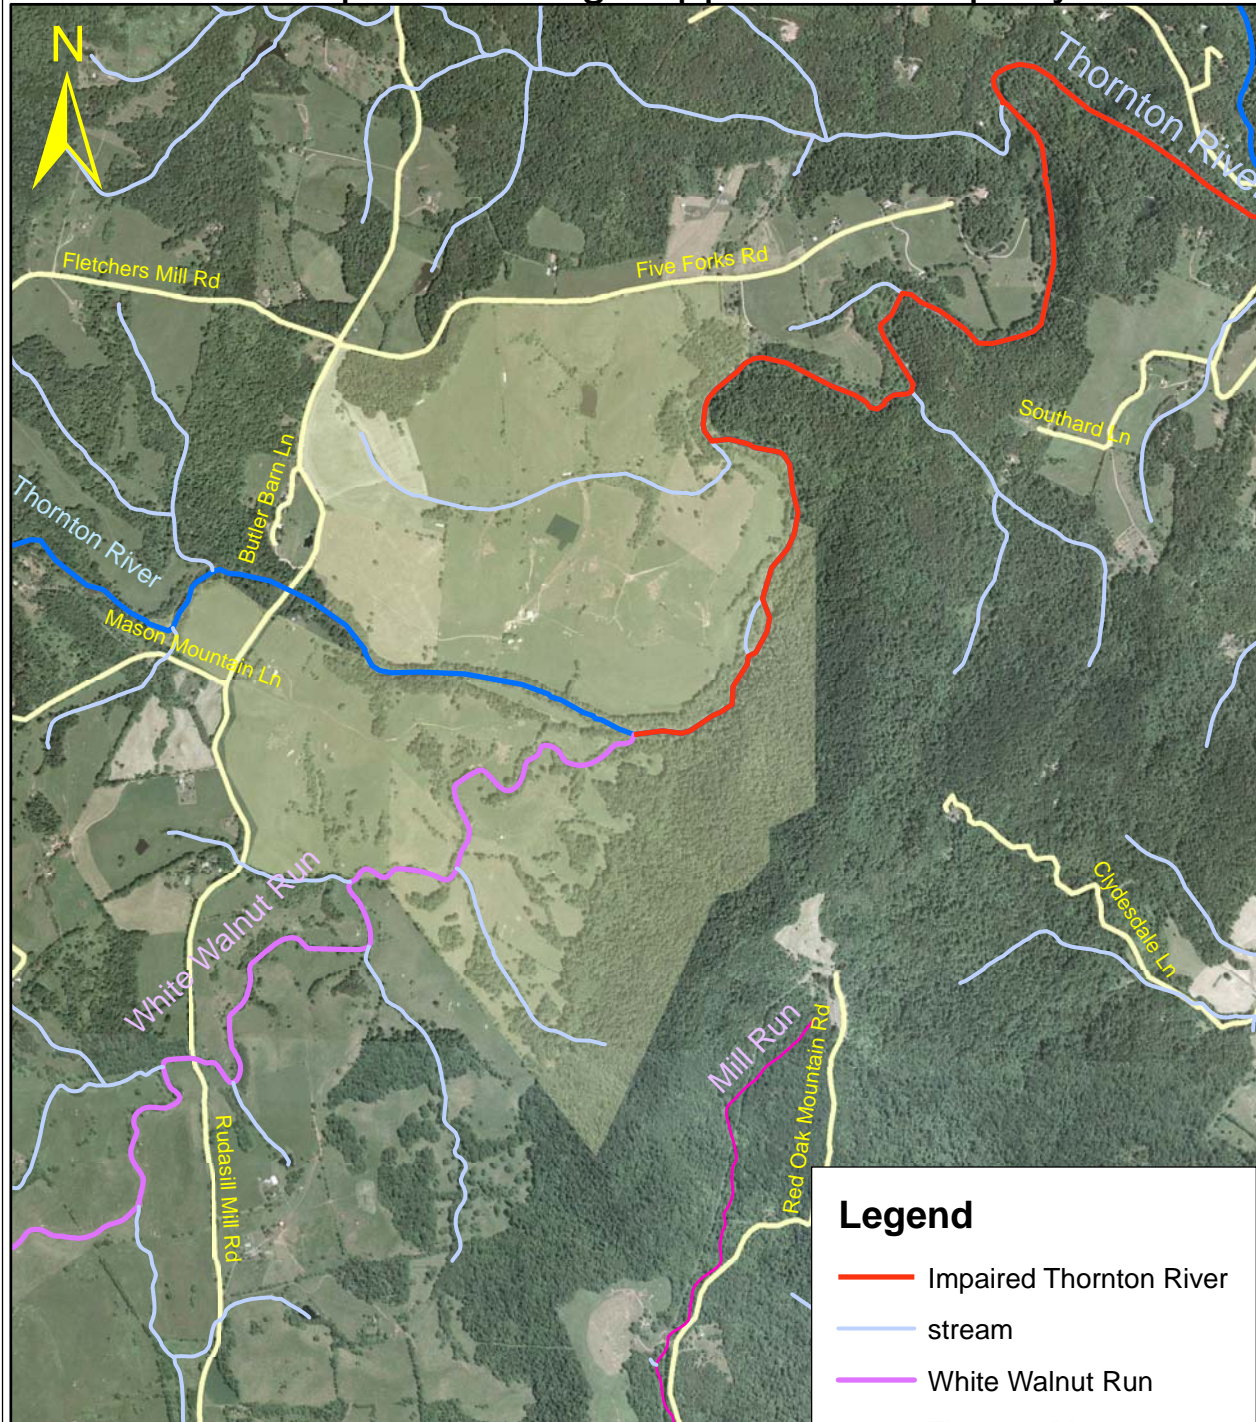 N
Thornton River
Fletchers Mill Rd
Five Forks Rd
Southard Ln
Butler Barn Ln
Thornton River
Mason Mountain Ln
White Walnut Run
Clydesdale Ln
Mill Run
Red Oak Mountain Rd
Rudasill Mill Rd
Legend
Impaired Thornton River
stream
White Walnut Run